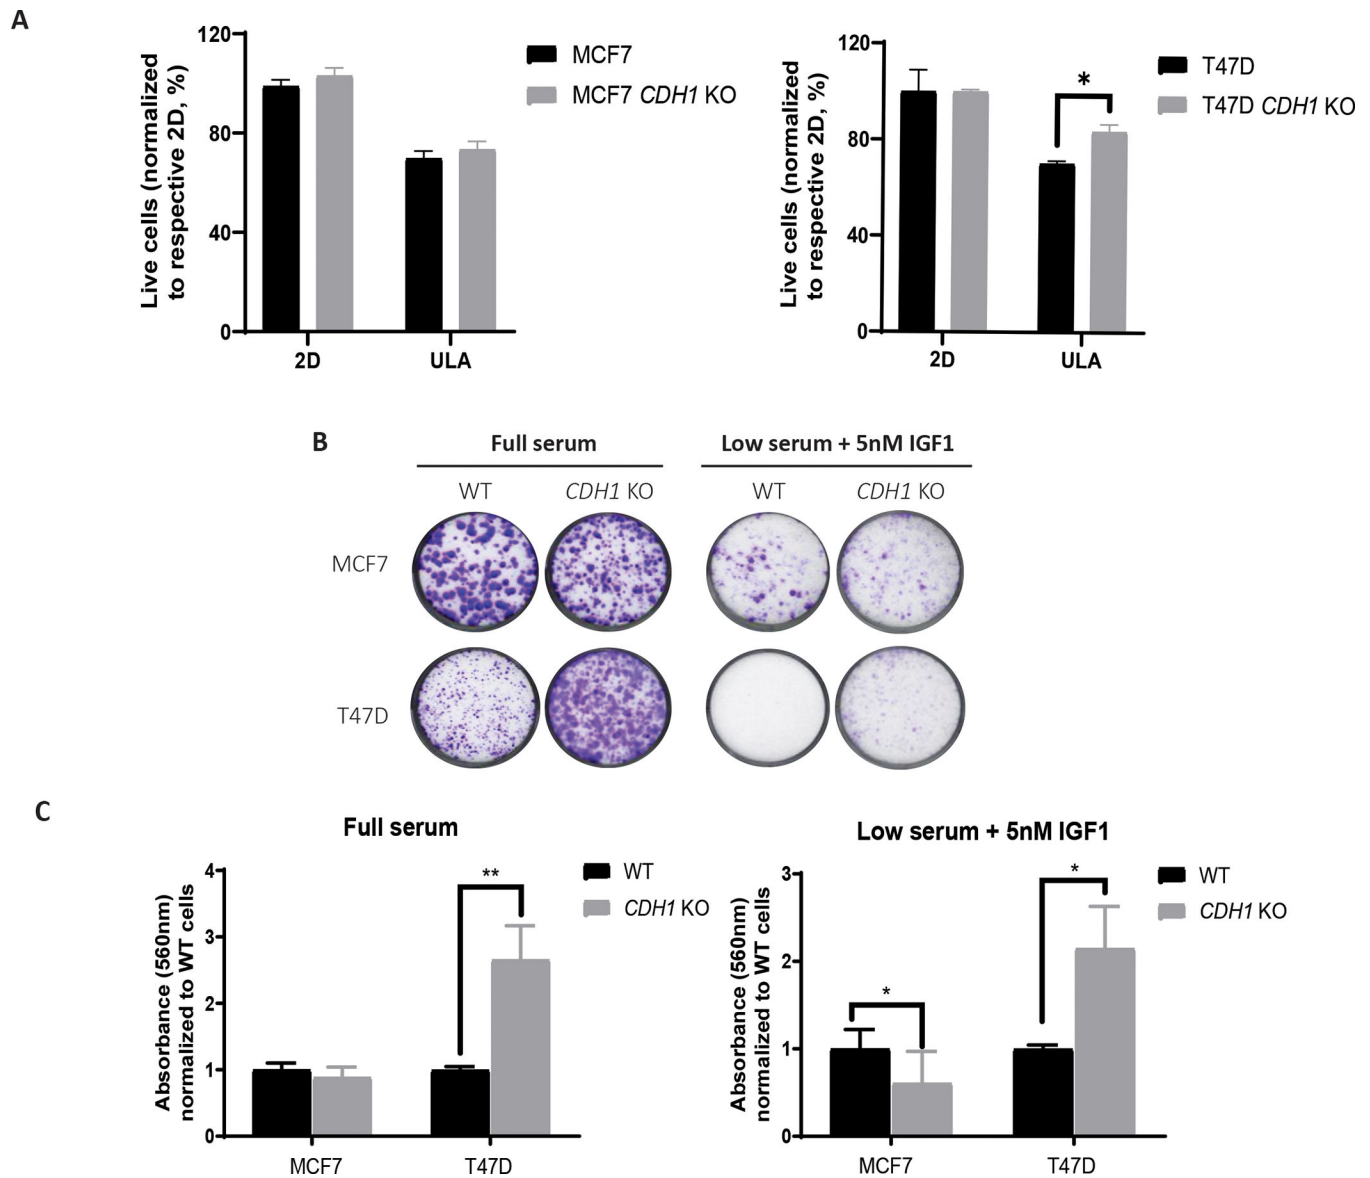 A
Live cells (normalized
to respective 2D, %)
120
80
40
0
2D
ULA
MCF7
MCF7 CDH1 KO
Live cells (normalized
to respective 2D, %)
120
80
40
0
2D
ULA
*
T47D
T47D CDH1 KO
B
Full serum
Low serum + 5nM IGF1
WT
CDH1 KO
WT
CDH1 KO
MCF7
T47D
C
Full serum
Absorbance (560nm)
normalized to WT cells
4
3
2
1
0
**
MCF7
T47D
WT
CDH1 KO
Low serum + 5nM IGF1
Absorbance (560nm)
normalized to WT cells
3
2
1
0
*
*
MCF7
T47D
WT
CDH1 KO